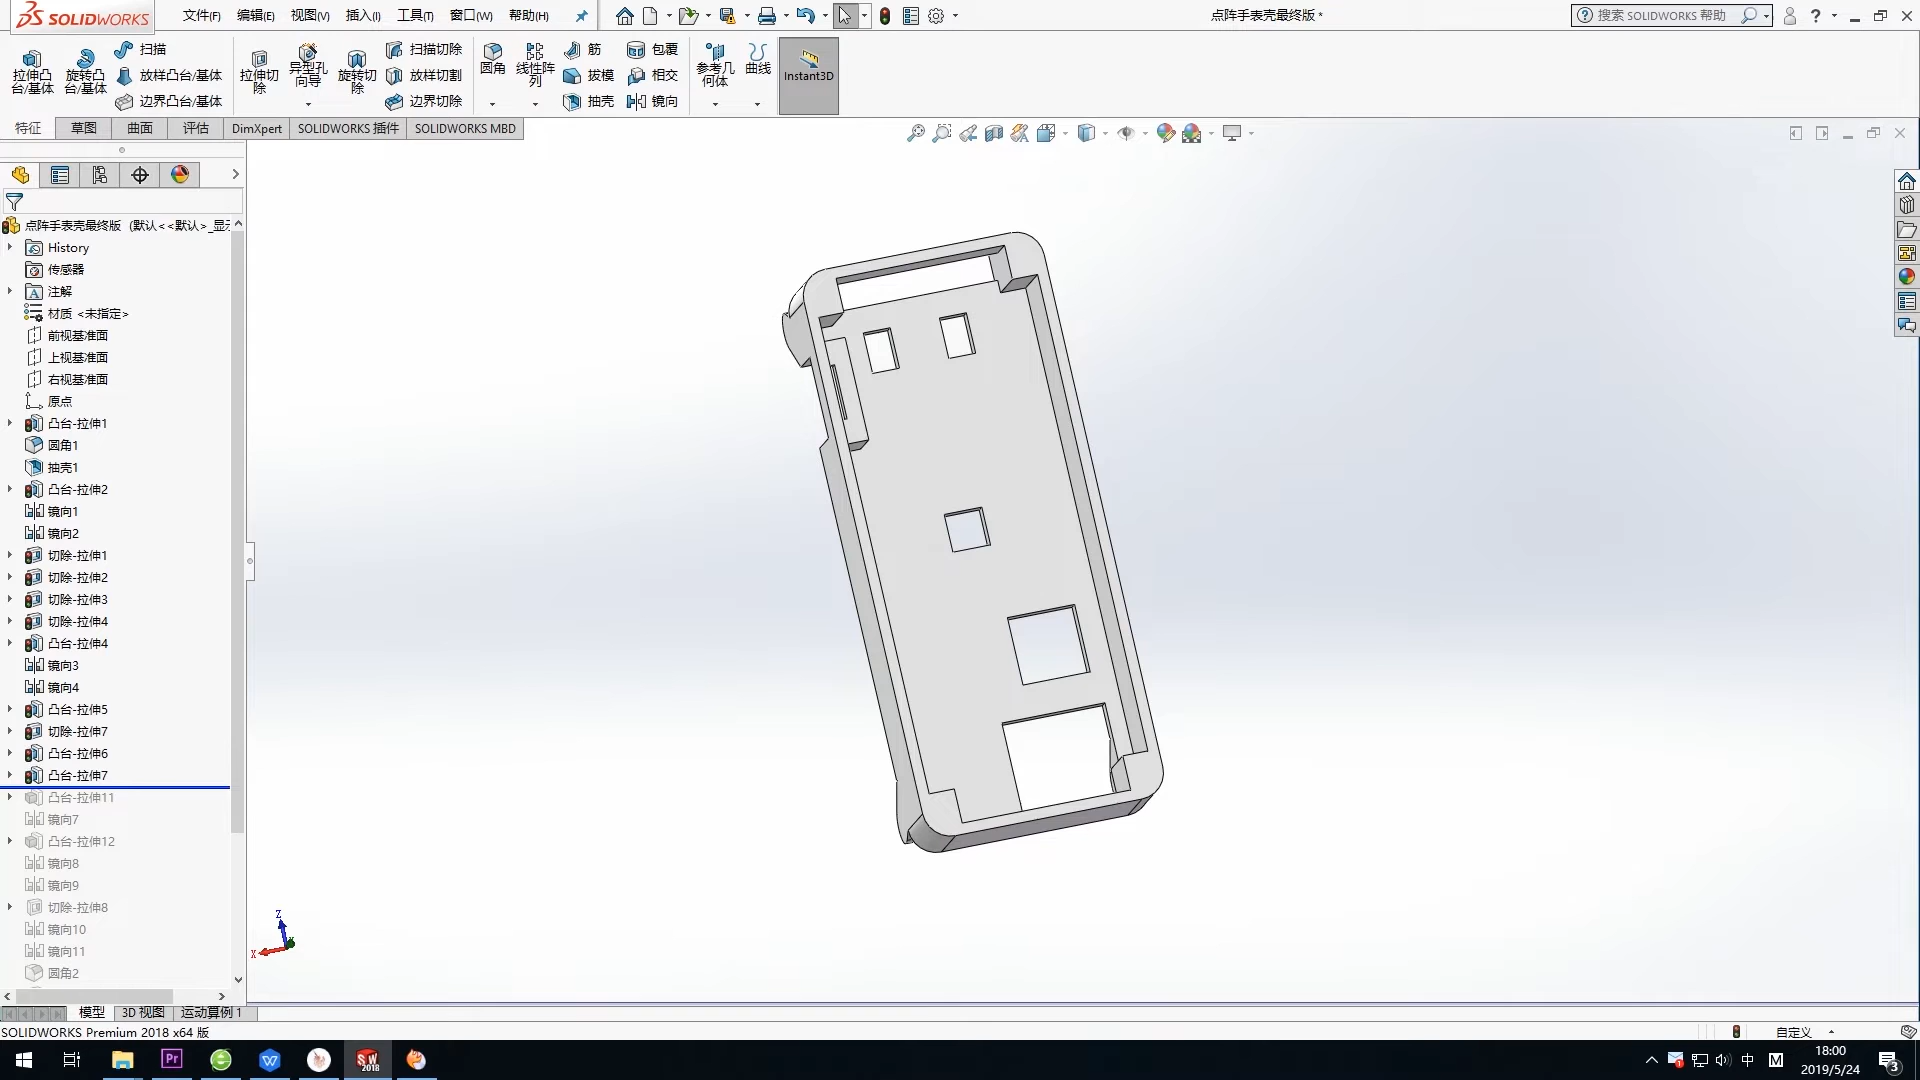 SOLIDWORKS 文件(F) 编辑(E) 视图(V) 插入(I) 工具(T) 窗口(W) 帮助(H) 点阵手表壳最终版 * 搜索 SOLIDWORKS 帮助
拉伸凸台/基体 旋转凸台/基体 扫描 放样凸台/基体 边界凸台/基体 拉伸切除 异型孔向导 旋转切除 扫描切除 放样切割 边界切除 圆角 线性阵列 筋 拔模 抽壳 包覆 相交 镜向 参考几何体 曲线 Instant3D
特征 草图 曲面 评估 DimXpert SOLIDWORKS 插件 SOLIDWORKS MBD
点阵手表壳最终版 (默认<<默认>_显示
History
传感器
注解
材质 <未指定>
前视基准面
上视基准面
右视基准面
原点
凸台-拉伸1
圆角1
抽壳1
凸台-拉伸2
镜向1
镜向2
切除-拉伸1
切除-拉伸2
切除-拉伸3
切除-拉伸4
凸台-拉伸4
镜向3
镜向4
凸台-拉伸5
切除-拉伸7
凸台-拉伸6
凸台-拉伸7
凸台-拉伸11
镜向7
凸台-拉伸12
镜向8
镜向9
切除-拉伸8
镜向10
镜向11
圆角2
Z
X
模型 3D 视图 运动算例 1
SOLIDWORKS Premium 2018 x64 版 自定义
Pr SW 2018 中 M 18:00
2019/5/24 3